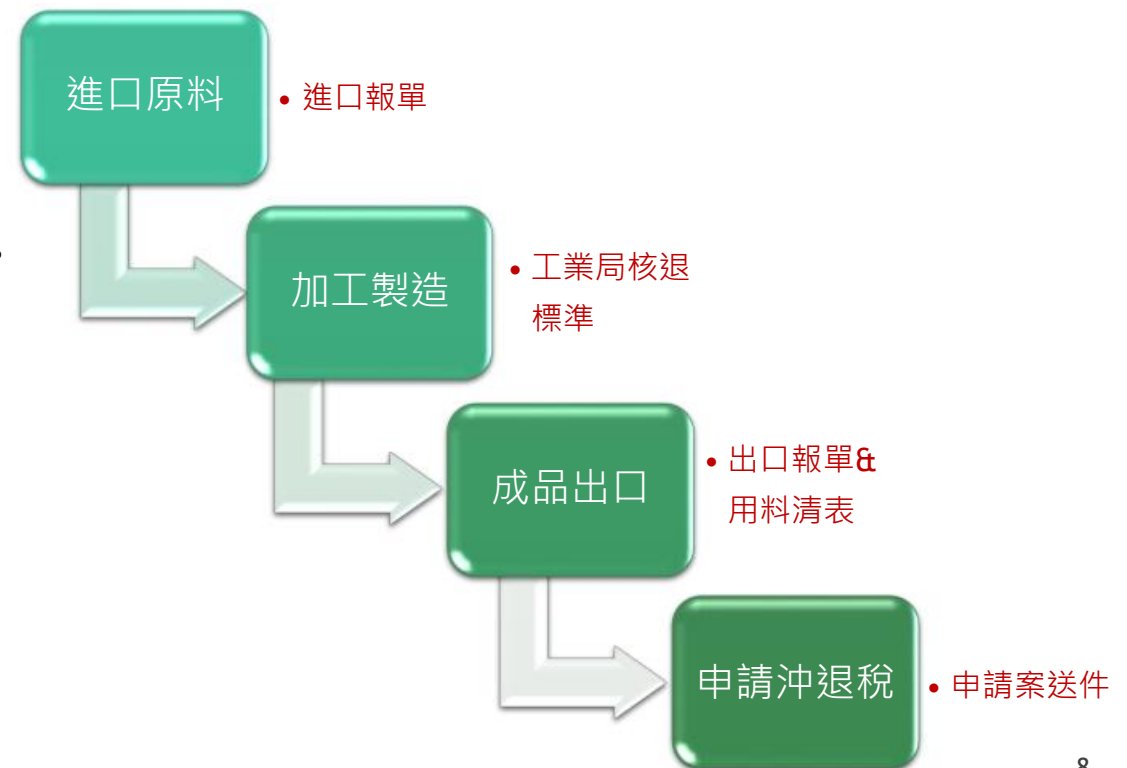 進口原料
• 進口報單
加工製造
• 工業局核退
標準
成品出口
• 出口報單&
用料清表
申請沖退稅
• 申請案送件
8